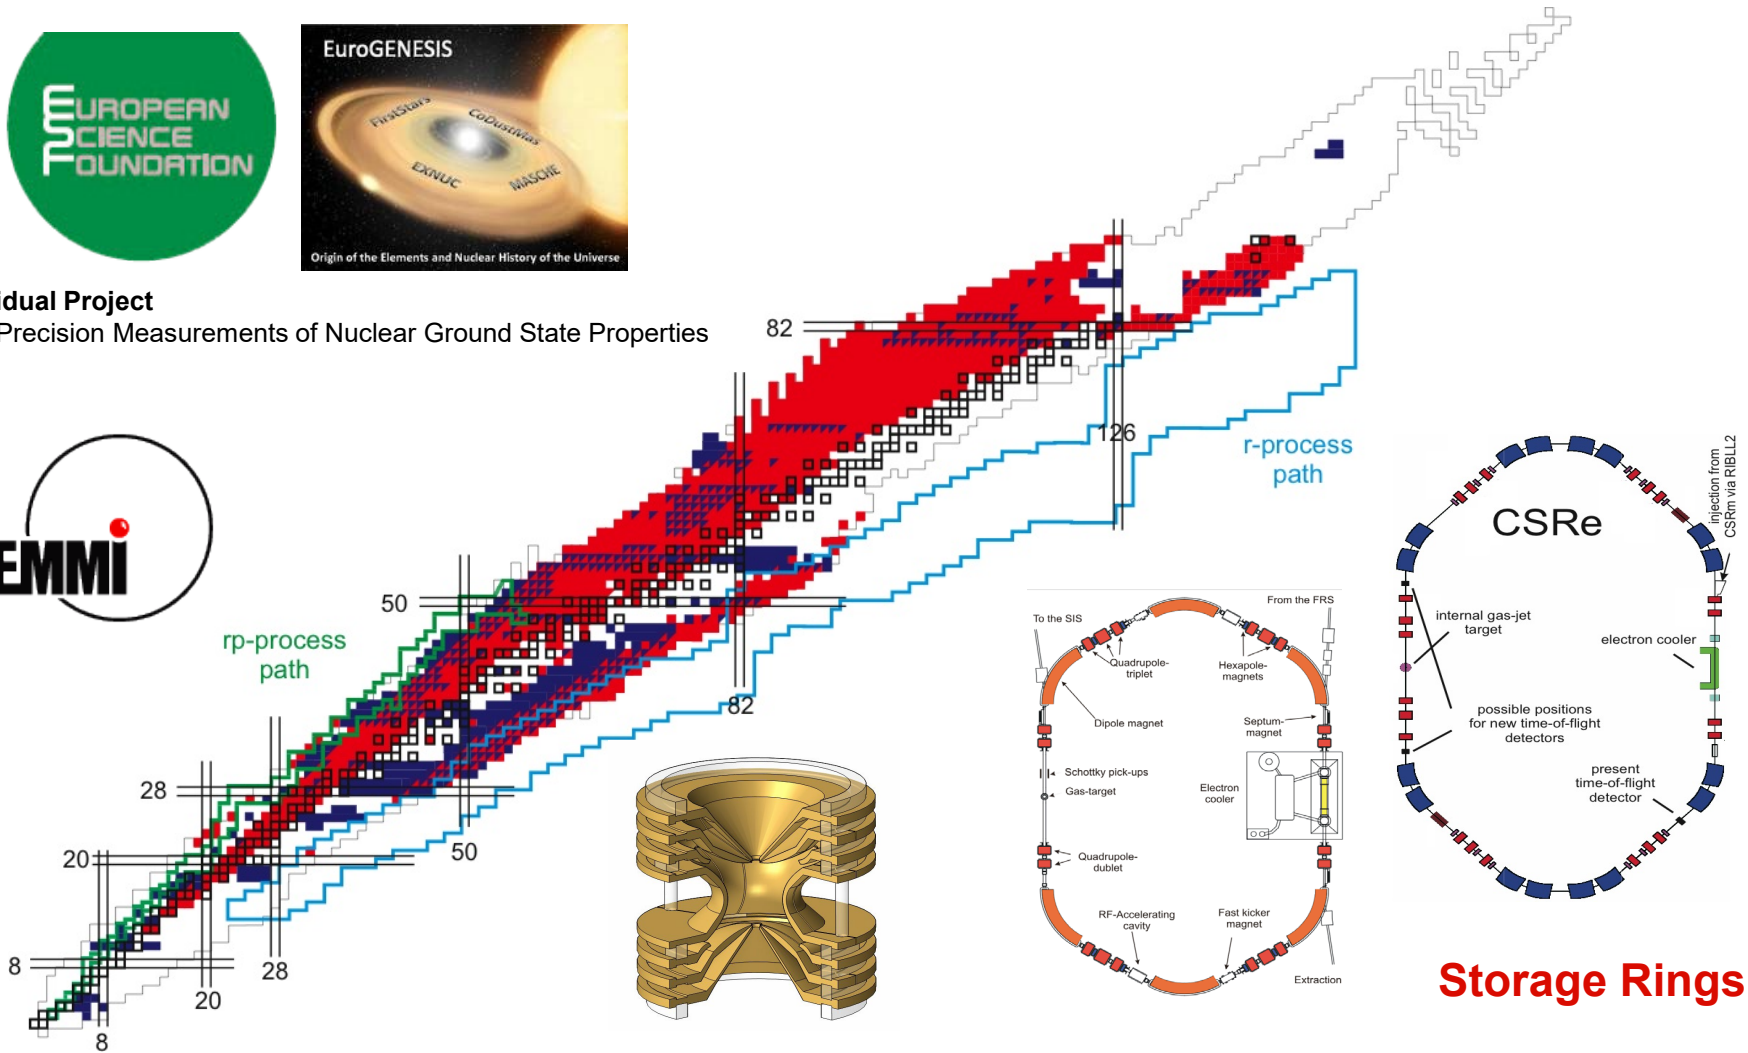 EUROPEAN
SCIENCE
FOUNDATION
EuroGENESIS
FirstStars
CoDustMas
EXNUC
MASCHE
Origin of the Elements and Nuclear History of the Universe
idual Project
Precision Measurements of Nuclear Ground State Properties
EMMI
82
126
r-process
path
50
82
rp-process
path
28
50
20
28
8
20
8
To the SIS
From the FRS
Quadrupole-
triplet
Hexapole-
magnets
Dipole magnet
Septum-
magnet
Schottky pick-ups
Gas-target
Electron
cooler
Quadrupole-
dublet
RF-Accelerating
cavity
Fast kicker
magnet
Extraction
CSRe
injection from
CSRm via RIBLL2
internal gas-jet
target
electron cooler
possible positions
for new time-of-flight
detectors
present
time-of-flight
detector
Storage Rings